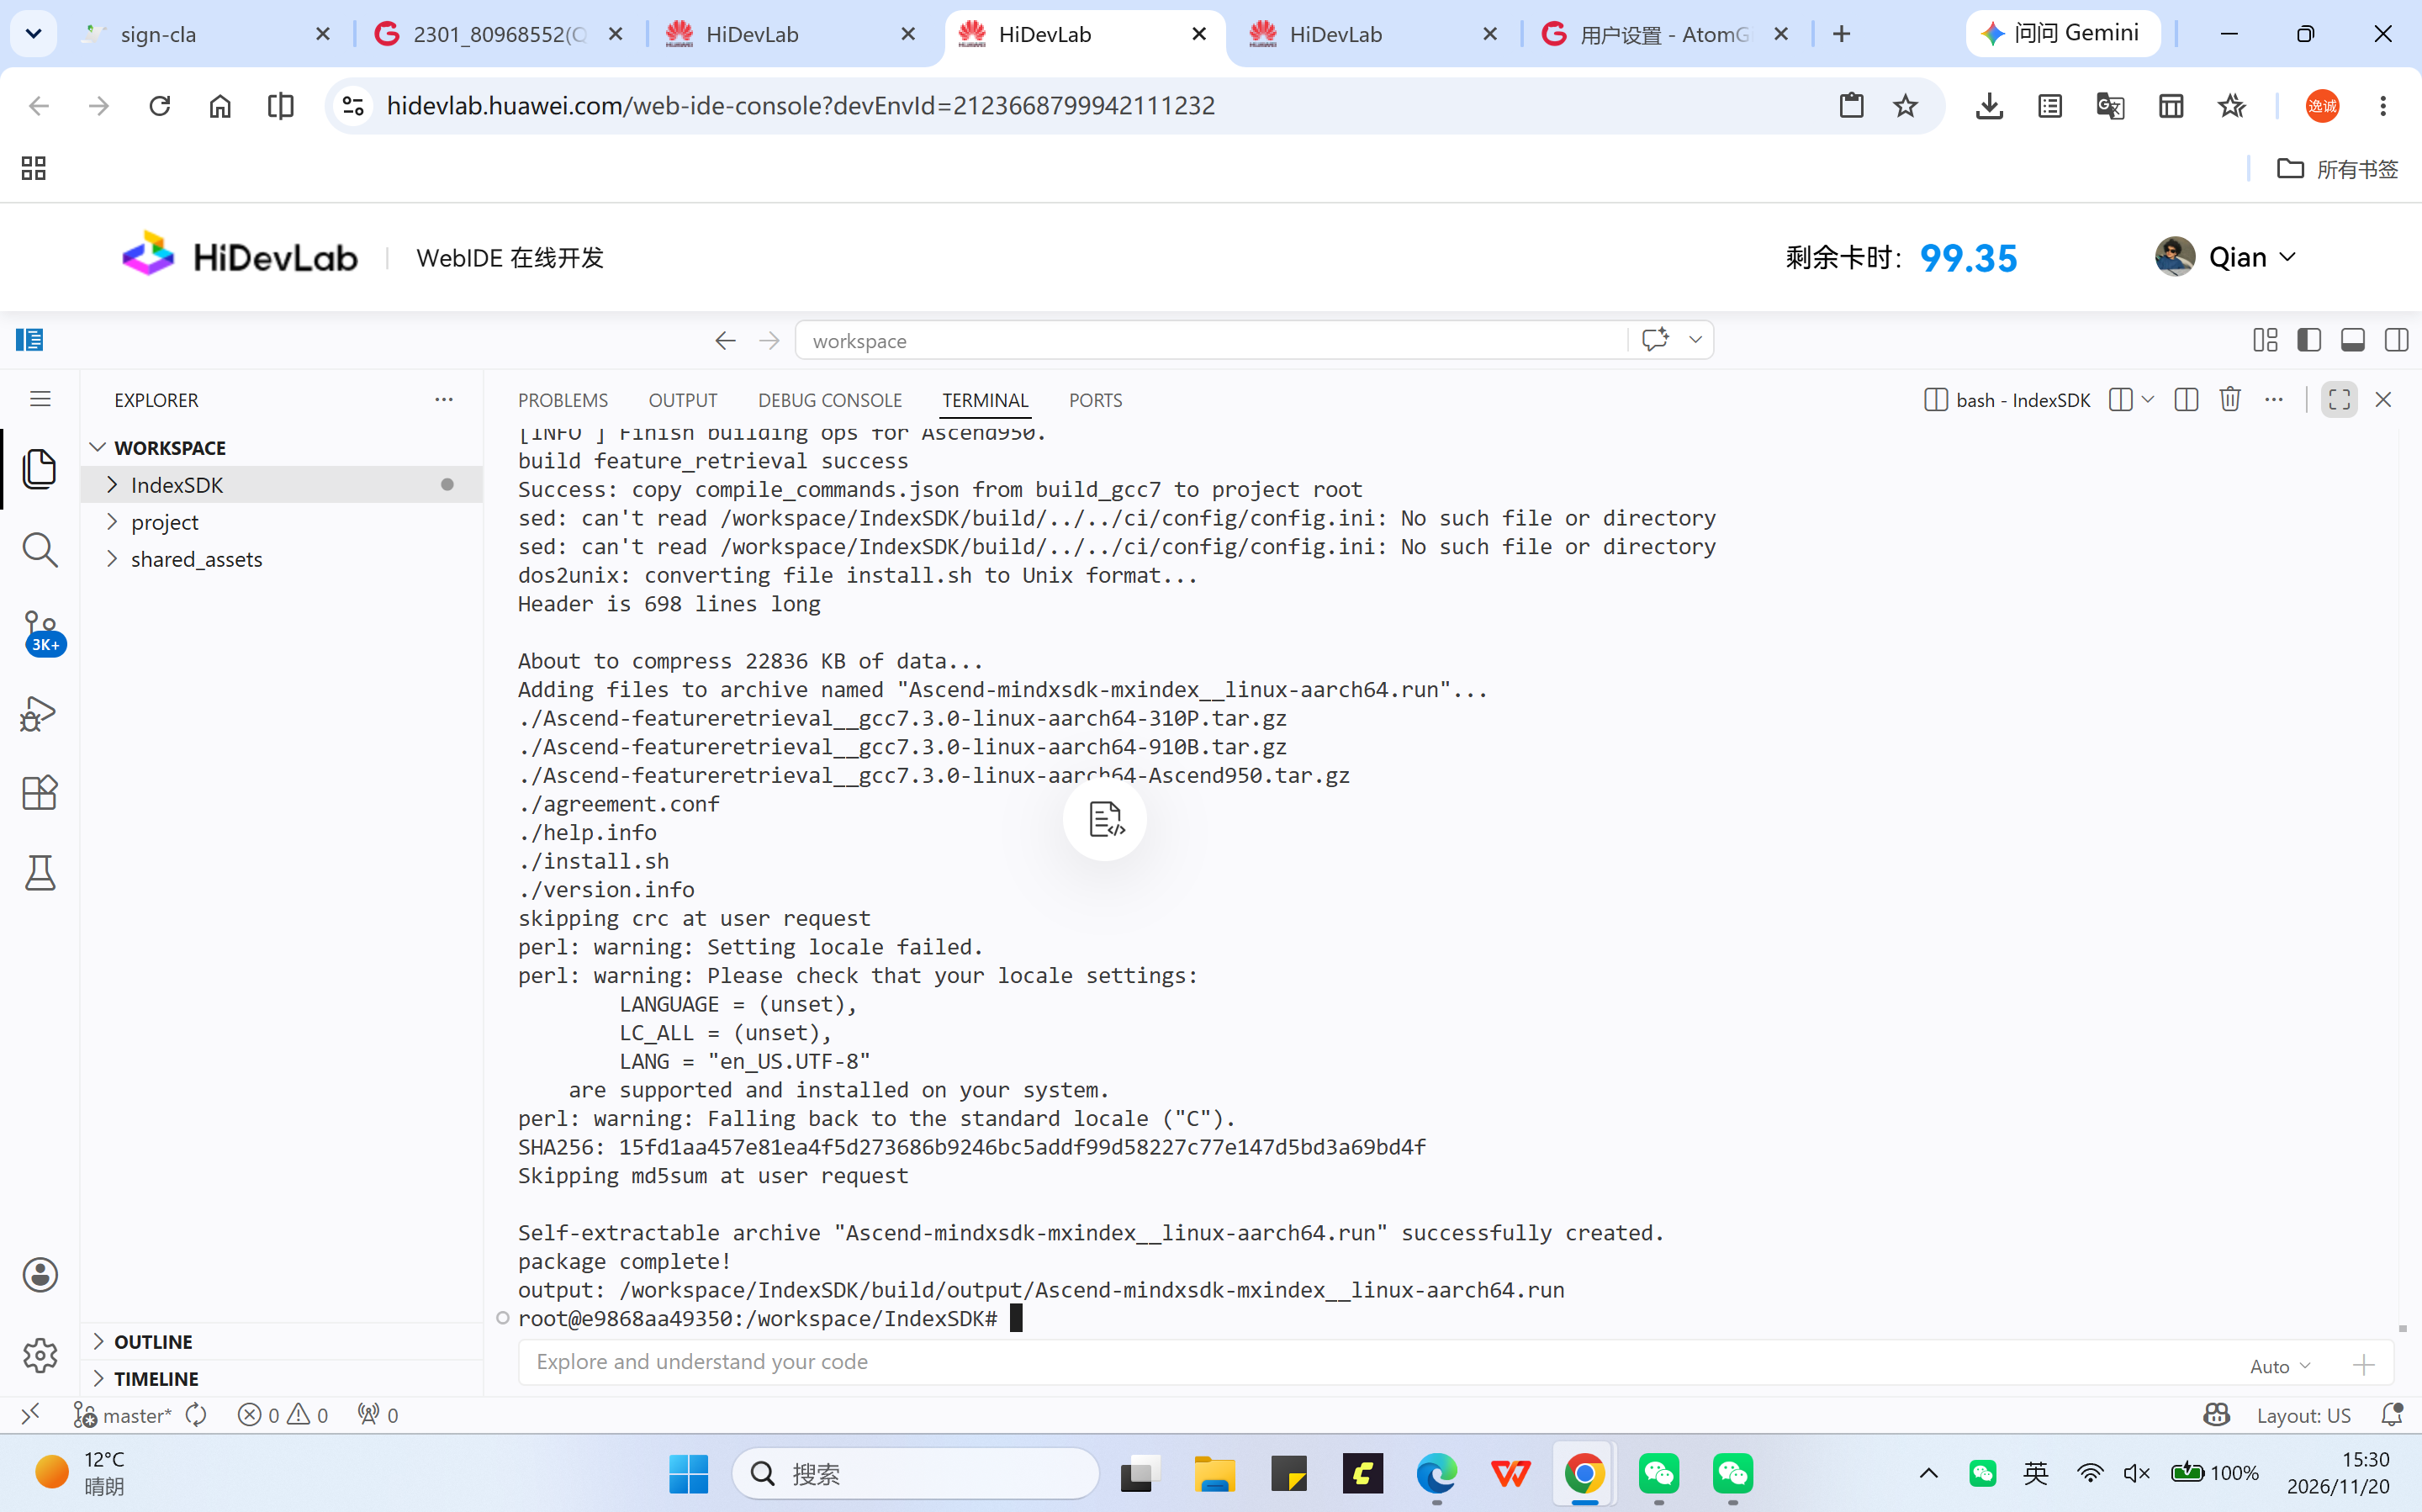 sign-cla
2301_80968552(Q
HiDevLab
HiDevLab
HiDevLab
用户设置 - AtomGi
问问 Gemini
hidevlab.huawei.com/web-ide-console?devEnvId=2123668799942111232
逸诚
所有书签
HiDevLab
WebIDE 在线开发
剩余卡时： 99.35
Qian
workspace
EXPLORER
PROBLEMS OUTPUT DEBUG CONSOLE TERMINAL PORTS
bash - IndexSDK
WORKSPACE
IndexSDK
project
shared_assets
3K+
OUTLINE
TIMELINE
[INFO ] Finish building ops for Ascend950.
build feature_retrieval success
Success: copy compile_commands.json from build_gcc7 to project root
sed: can't read /workspace/IndexSDK/build/../../ci/config/config.ini: No such file or directory
sed: can't read /workspace/IndexSDK/build/../../ci/config/config.ini: No such file or directory
dos2unix: converting file install.sh to Unix format...
Header is 698 lines long
About to compress 22836 KB of data...
Adding files to archive named "Ascend-mindxsdk-mxindex__linux-aarch64.run"...
./Ascend-featureretrieval__gcc7.3.0-linux-aarch64-310P.tar.gz
./Ascend-featureretrieval__gcc7.3.0-linux-aarch64-910B.tar.gz
./Ascend-featureretrieval__gcc7.3.0-linux-aarch64-Ascend950.tar.gz
./agreement.conf
./help.info
./install.sh
./version.info
skipping crc at user request
perl: warning: Setting locale failed.
perl: warning: Please check that your locale settings:
LANGUAGE = (unset),
LC_ALL = (unset),
LANG = "en_US.UTF-8"
are supported and installed on your system.
perl: warning: Falling back to the standard locale ("C").
SHA256: 15fd1aa457e81ea4f5d273686b9246bc5addf99d58227c77e147d5bd3a69bd4f
Skipping md5sum at user request
Self-extractable archive "Ascend-mindxsdk-mxindex__linux-aarch64.run" successfully created.
package complete!
output: /workspace/IndexSDK/build/output/Ascend-mindxsdk-mxindex__linux-aarch64.run
root@e9868aa49350:/workspace/IndexSDK#
Explore and understand your code
Auto
master*
0 0 0
Layout: US
12°C
晴朗
搜索
英
100%
15:30
2026/11/20